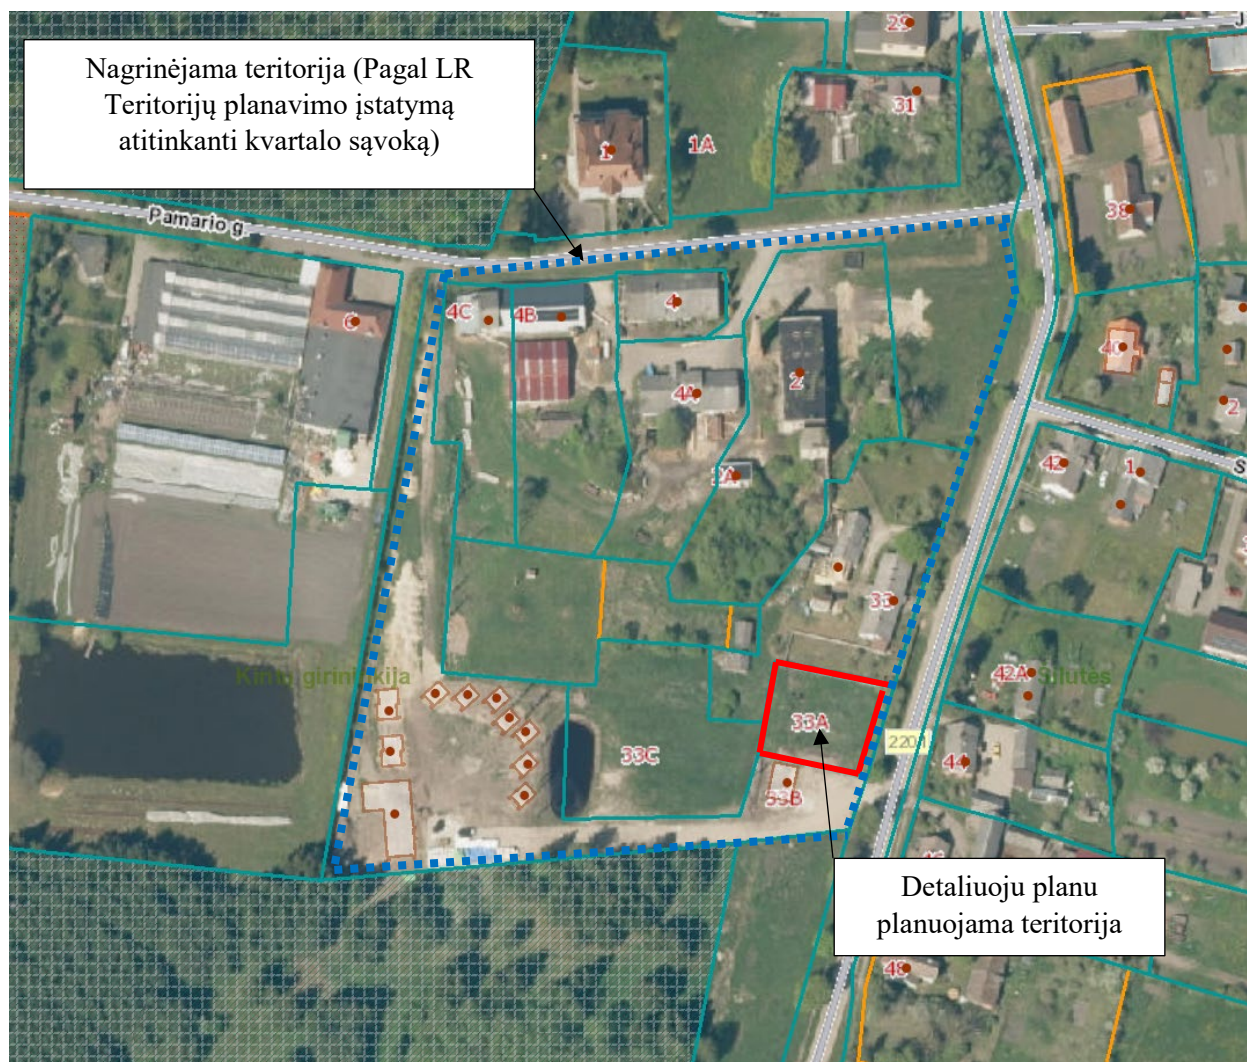 Nagrinėjama teritorija (Pagal LR
Teritorijų planavimo įstatymą
atitinkanti kvartalo sąvoką)
29
31
1
1A
38
Pamario g.
4C
4B
4
6
40
2
4A
2
2A
42
1
S
33
42A
Šilutės
33A
33C
220
44
33B
Detaliuoju planu
planuojama teritorija
48